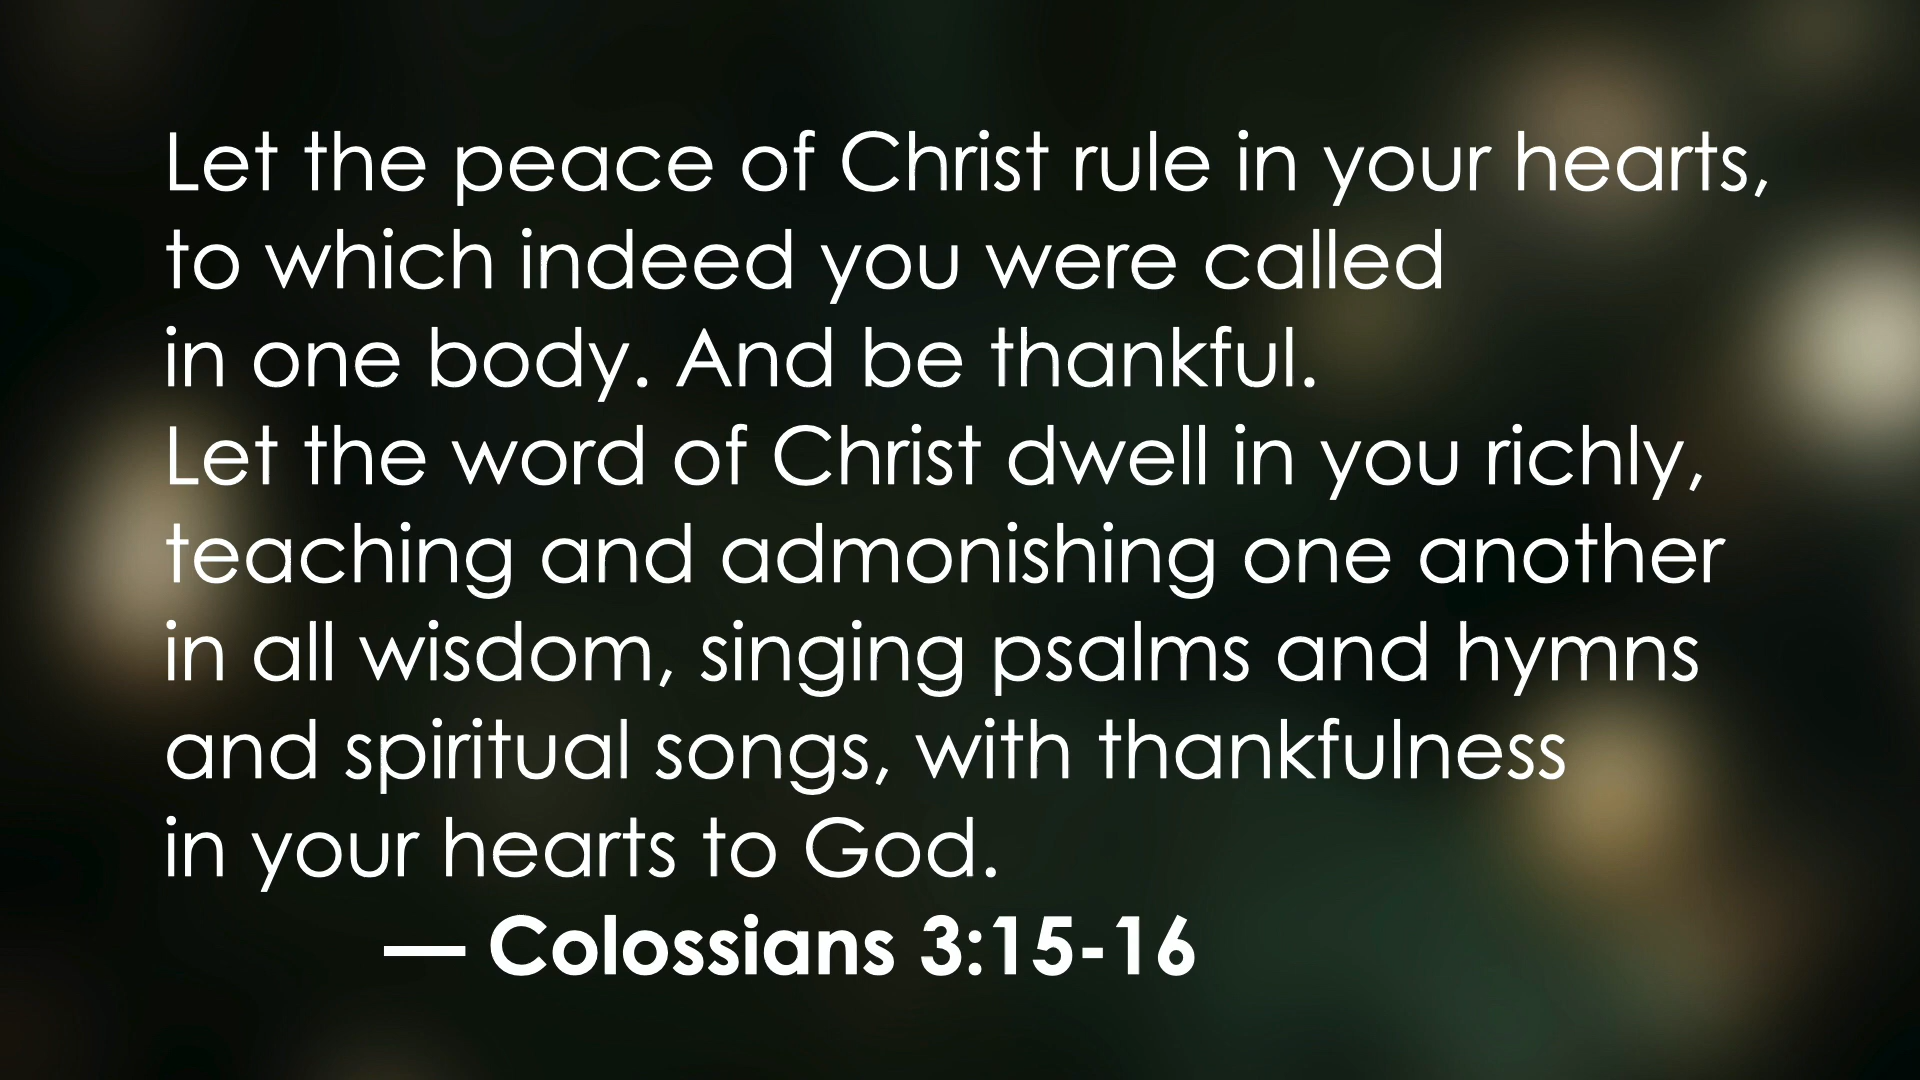 Let the peace of Christ rule in your hearts,
to which indeed you were called
in one body. And be thankful.
Let the word of Christ dwell in you richly,
teaching and admonishing one another
in all wisdom, singing psalms and hymns
and spiritual songs, with thankfulness
in your hearts to God.
— Colossians 3:15-16